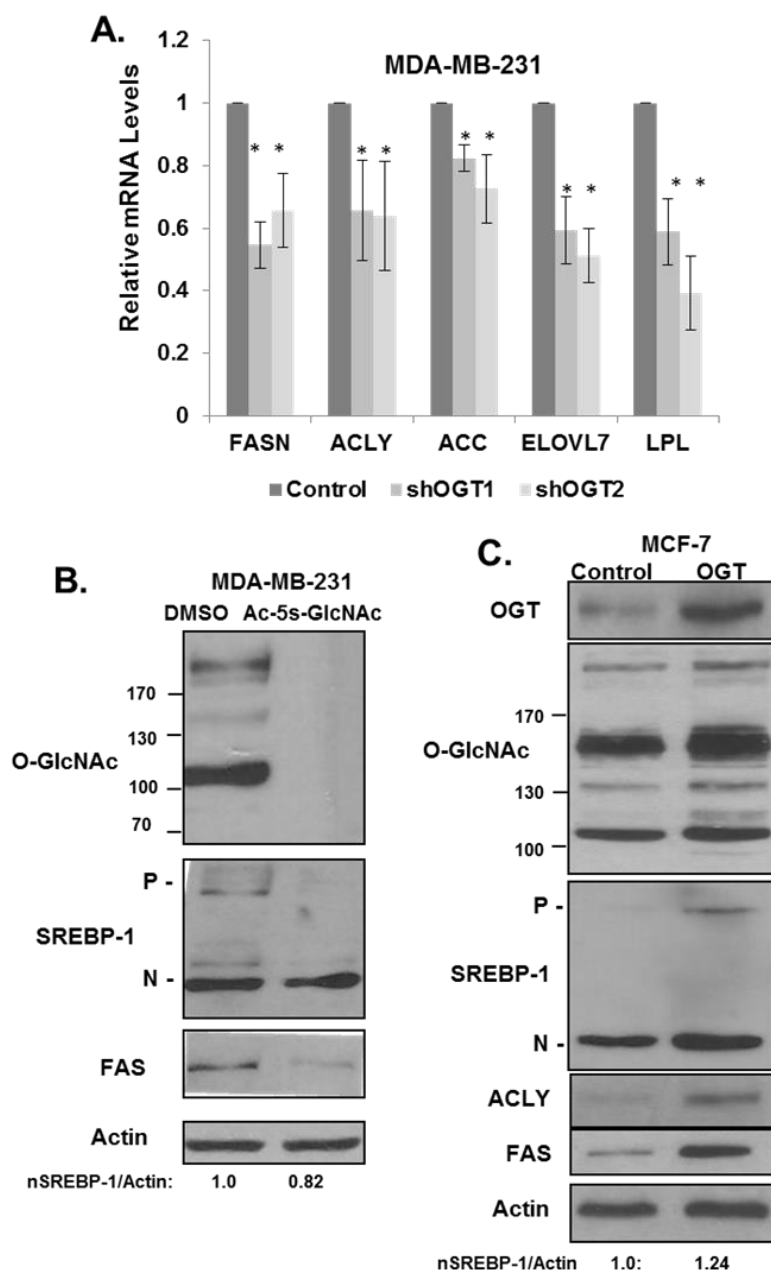 A.
MDA-MB-231
Relative mRNA Levels
1.2
1
0.8
0.6
0.4
0.2
0
* * * * * * * * * *
FASN ACLY ACC ELOVL7 LPL
Control shOGT1 shOGT2
B.
MDA-MB-231
DMSO Ac-5s-GlcNAc
170
130
O-GlcNAc
100
70
P -
SREBP-1
N -
FAS
Actin
nSREBP-1/Actin: 1.0 0.82
C.
MCF-7
Control OGT
OGT
170
O-GlcNAc
130
100
P -
SREBP-1
N -
ACLY
FAS
Actin
nSREBP-1/Actin 1.0: 1.24